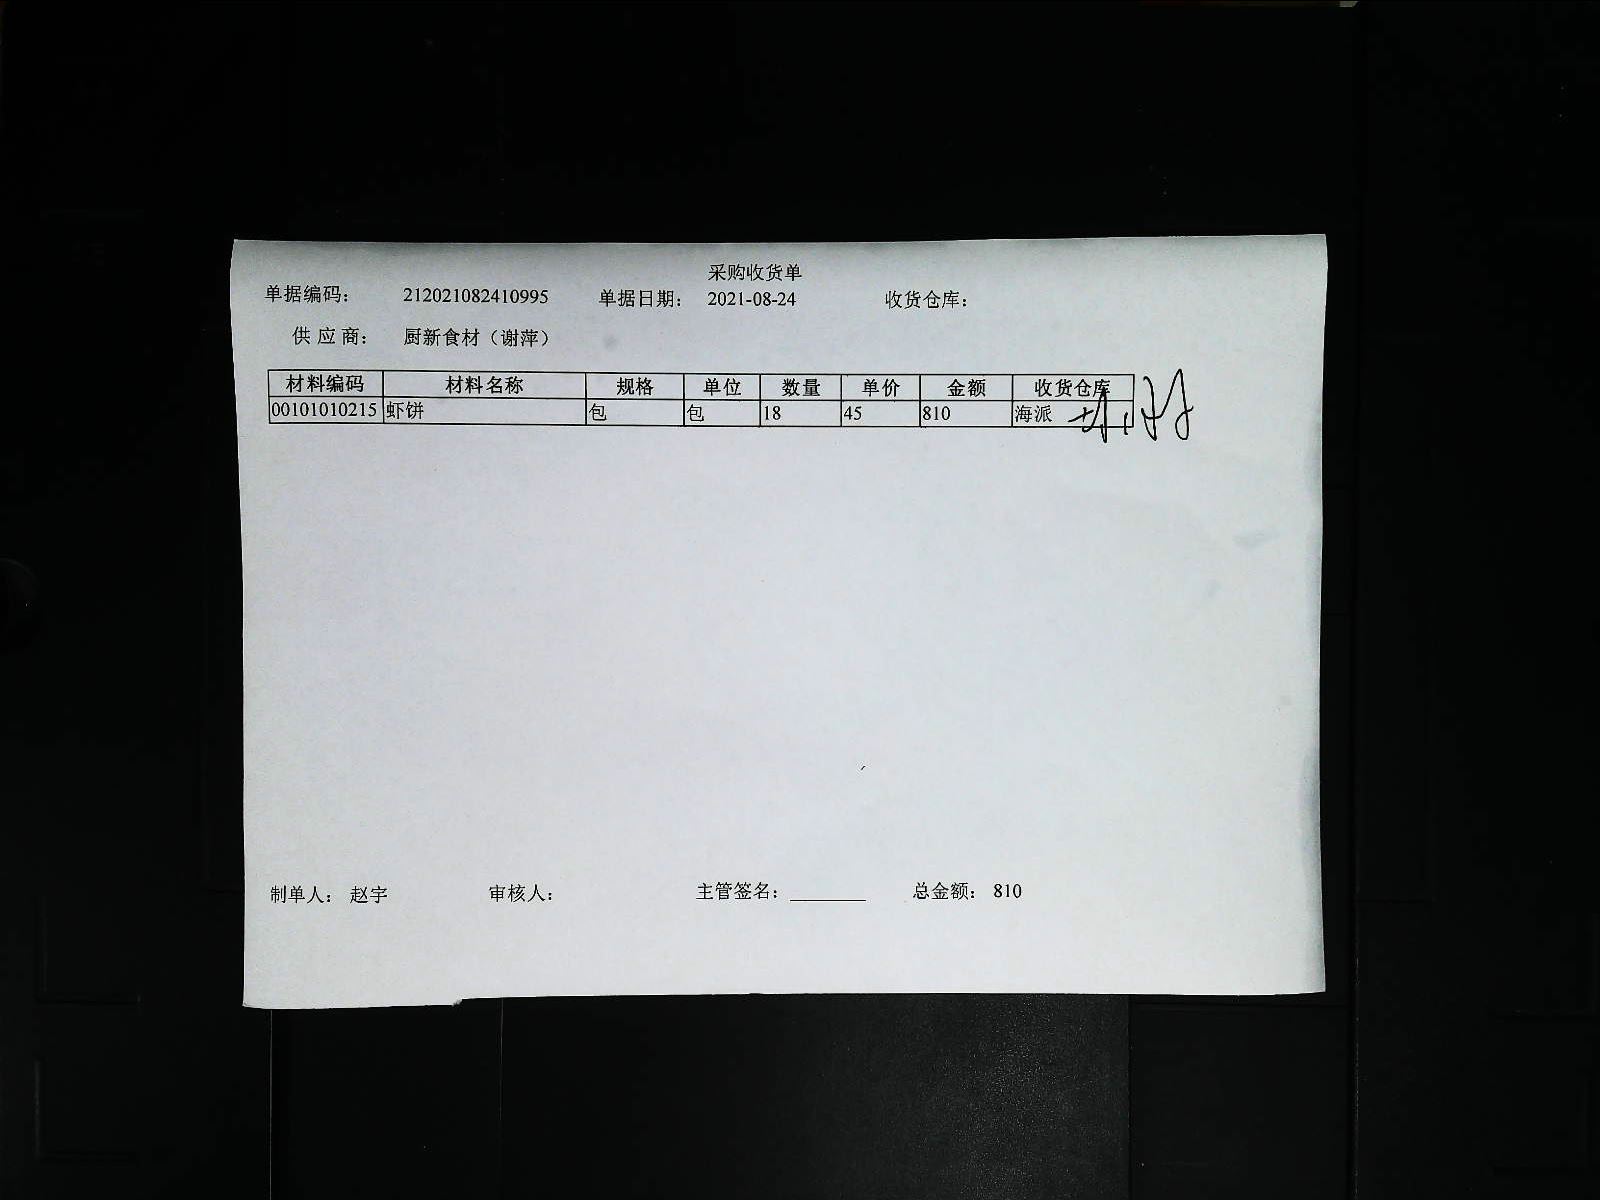 采购收货单
单据编码： 212021082410995 单据日期： 2021-08-24 收货仓库：
供应商： 厨新食材（谢萍）
材料编码 材料名称 规格 单位 数量 单价 金额 收货仓库
00101010215 虾饼 包 包 18 45 810 海派
制单人： 赵宇 审核人： 主管签名： 总金额： 810